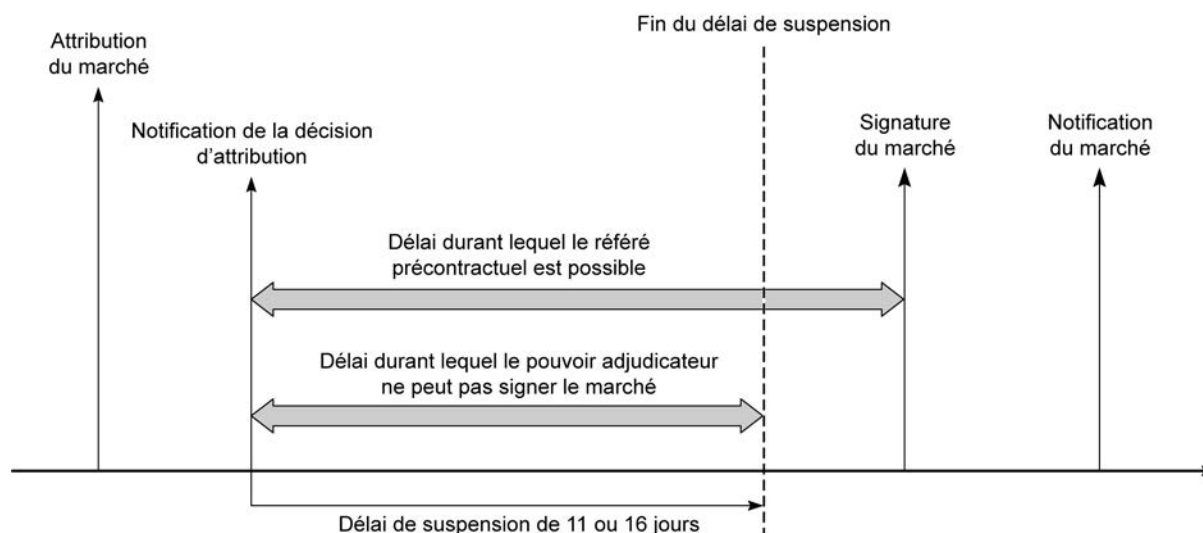 Fin du délai de suspension
Attribution
du marché
Notification de la décision
d'attribution
Signature
du marché
Notification
du marché
Délai durant lequel le référé
précontractuel est possible
Délai durant lequel le pouvoir adjudicateur
ne peut pas signer le marché
Délai de suspension de 11 ou 16 jours